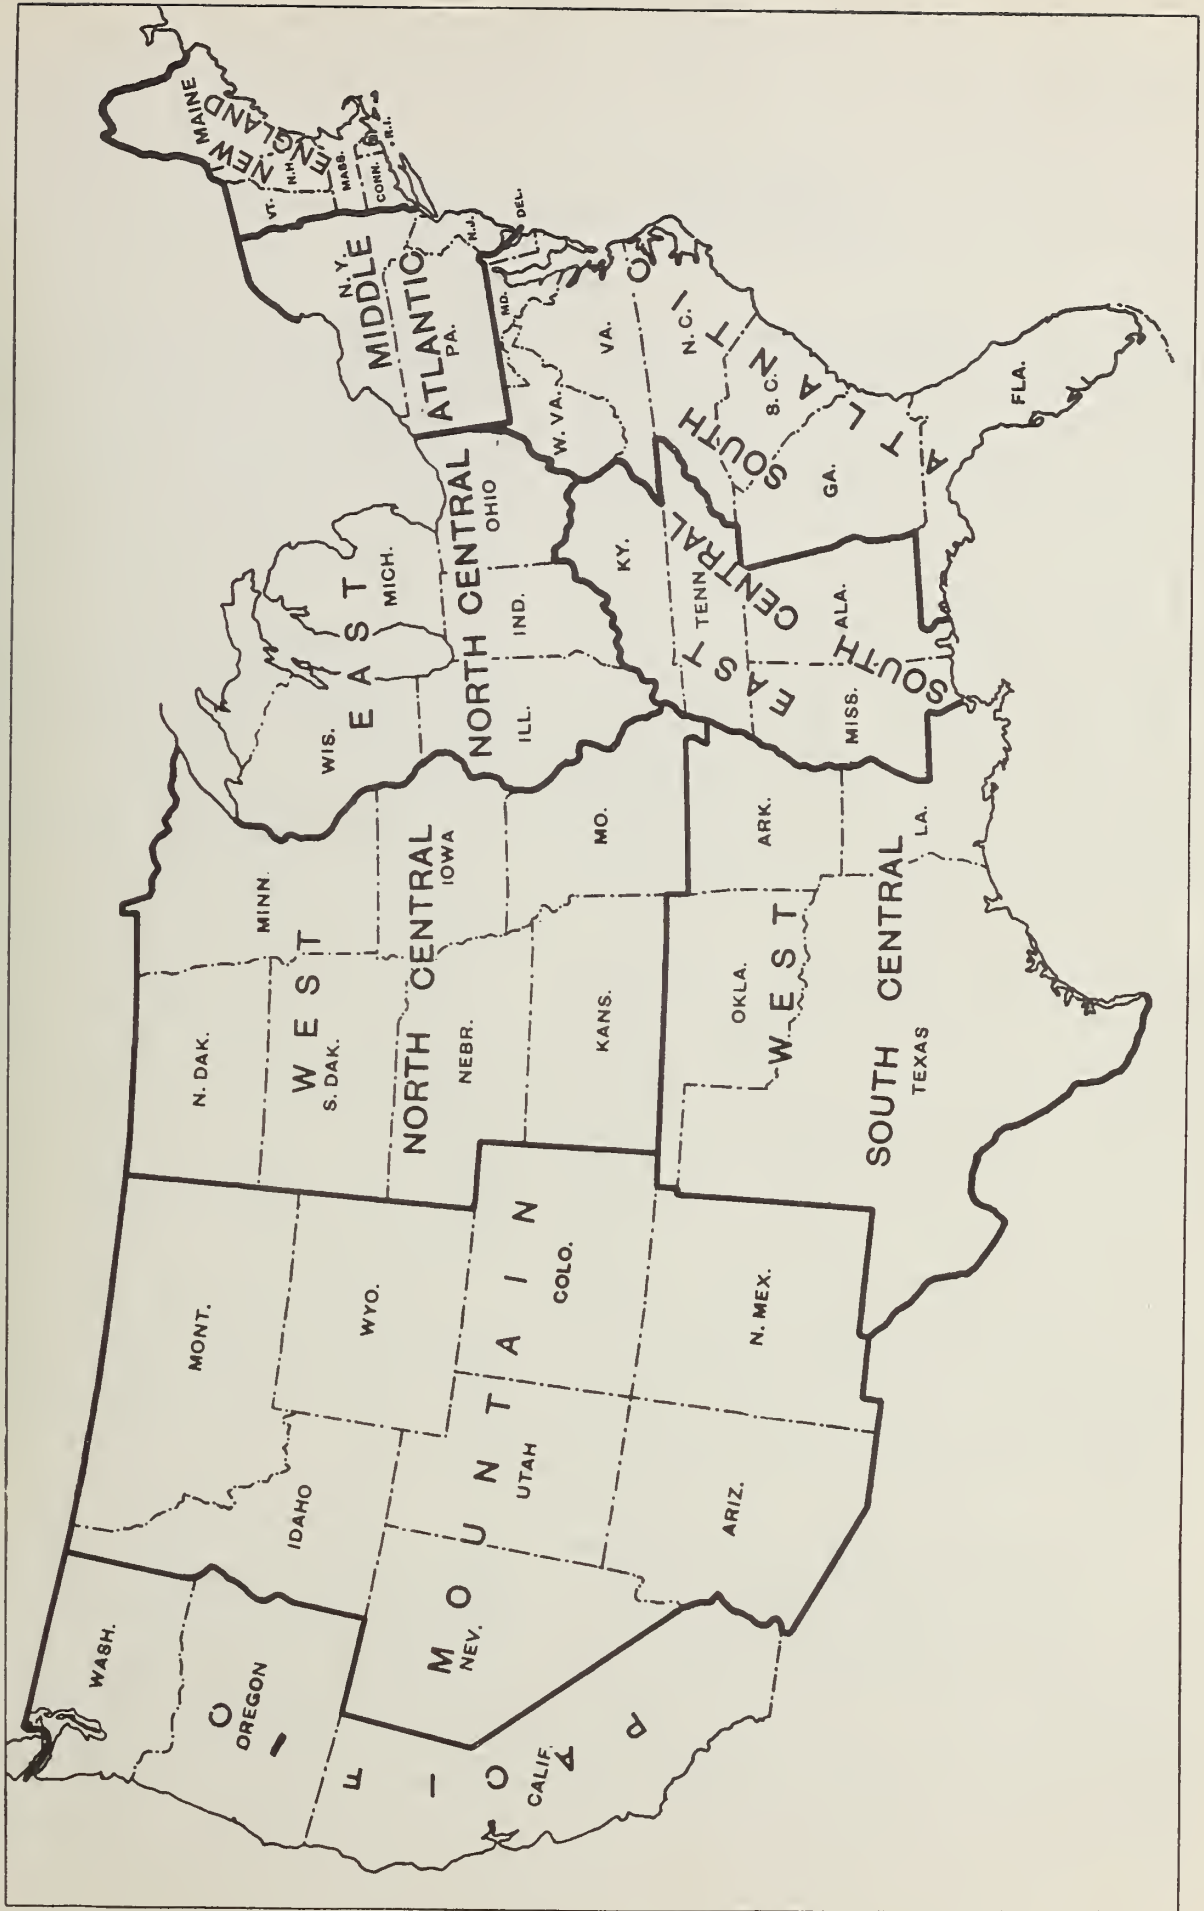 WASH.
OREGON
CALIF.
PACIFIC
MONT.
IDAHO
WYO.
NEV.
UTAH
COLO.
ARIZ.
N. MEX.
MOUNTAIN
N. DAK.
S. DAK.
MINN.
NEBR.
IOWA
KANS.
MO.
WEST
NORTH CENTRAL
OKLA.
ARK.
TEXAS
LA.
WEST
SOUTH CENTRAL
WIS.
MICH.
ILL.
IND.
OHIO
EAST
NORTH CENTRAL
KY.
TENN
MISS.
ALA.
EAST
SOUTH CENTRAL
N. Y.
PA.
N.J.
MIDDLE
ATLANTIC
MAINE
VT.
N.H.
MASS.
CONN.
R.I.
NEW
ENGLAND
DEL.
MD.
W. VA.
VA.
N. C.
S. C.
GA.
FLA.
SOUTH
ATLANTIC